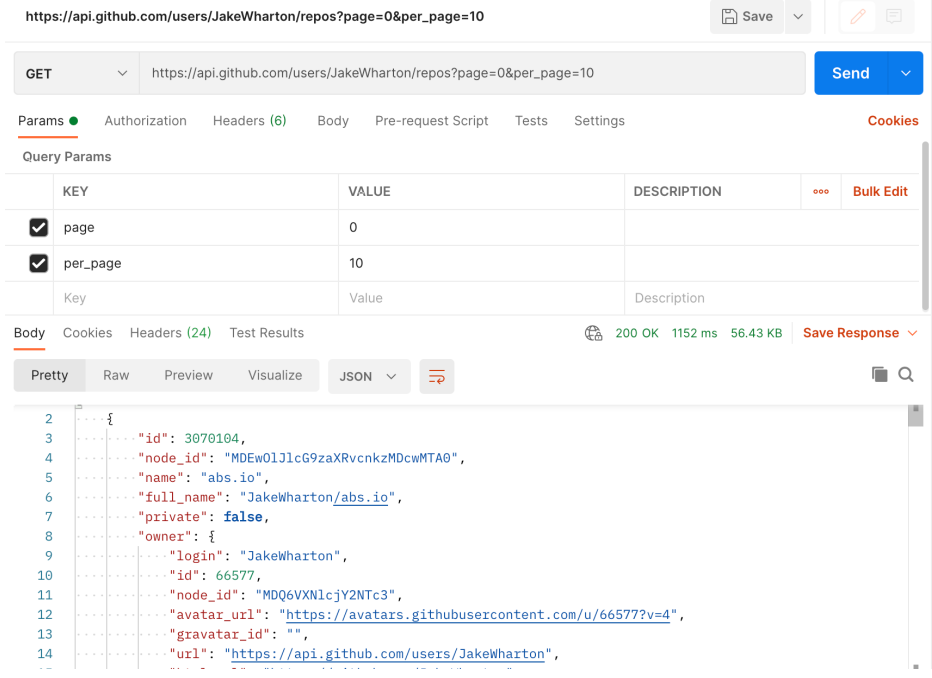 https://api.github.com/users/JakeWharton/repos?page=0&per_page=10 Save
GET https://api.github.com/users/JakeWharton/repos?page=0&per_page=10 Send
Params Authorization Headers (6) Body Pre-request Script Tests Settings Cookies
Query Params
KEY VALUE DESCRIPTION ooo Bulk Edit
page 0
per_page 10
Key Value Description
Body Cookies Headers (24) Test Results 200 OK 1152 ms 56.43 KB Save Response
Pretty Raw Preview Visualize JSON
2 {
3 "id": 3070104,
4 "node_id": "MDEwOlJlcG9zaXRvcnkzMDcwMTA0",
5 "name": "abs.io",
6 "full_name": "JakeWharton/abs.io",
7 "private": false,
8 "owner": {
9 "login": "JakeWharton",
10 "id": 66577,
11 "node_id": "MDQ6VXNlcjY2NTc3",
12 "avatar_url": "https://avatars.githubusercontent.com/u/66577?v=4",
13 "gravatar_id": "",
14 "url": "https://api.github.com/users/JakeWharton",